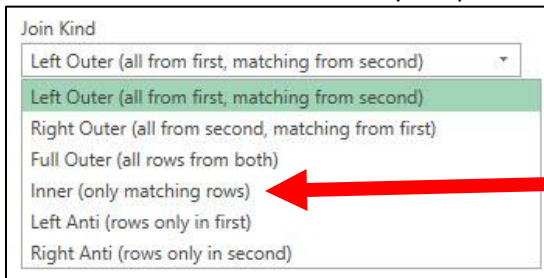 Join Kind
Left Outer (all from first, matching from second)
Left Outer (all from first, matching from second)
Right Outer (all from second, matching from first)
Full Outer (all rows from both)
Inner (only matching rows)
Left Anti (rows only in first)
Right Anti (rows only in second)